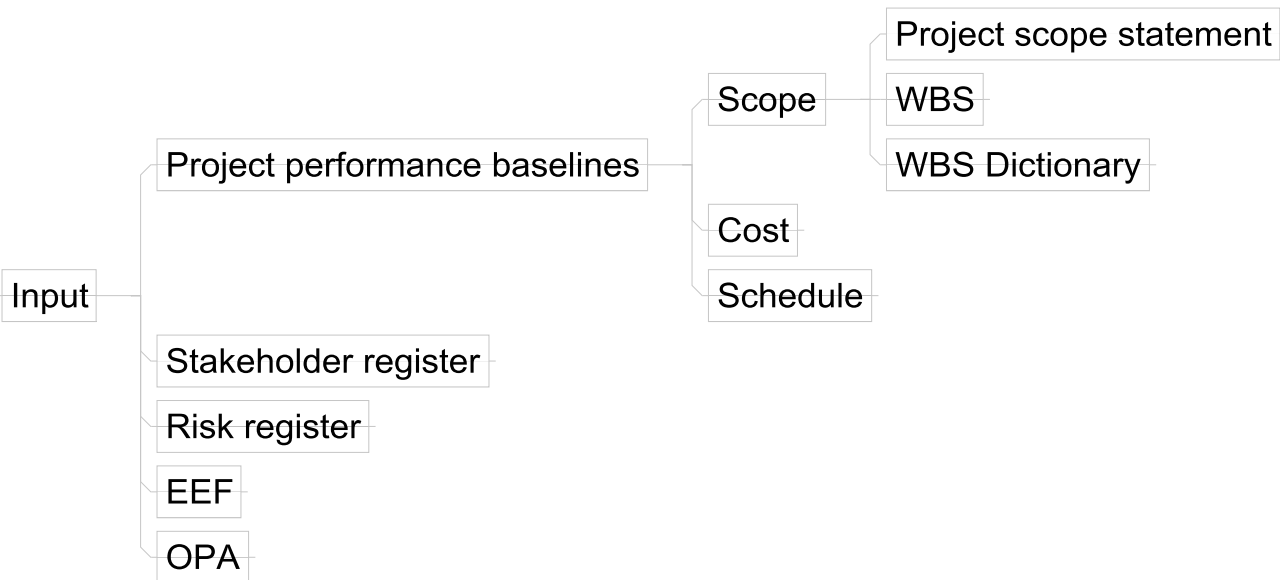 Project scope statement
Scope
WBS
Project performance baselines
WBS Dictionary
Cost
Input
Schedule
Stakeholder register
Risk register
EEF
OPA